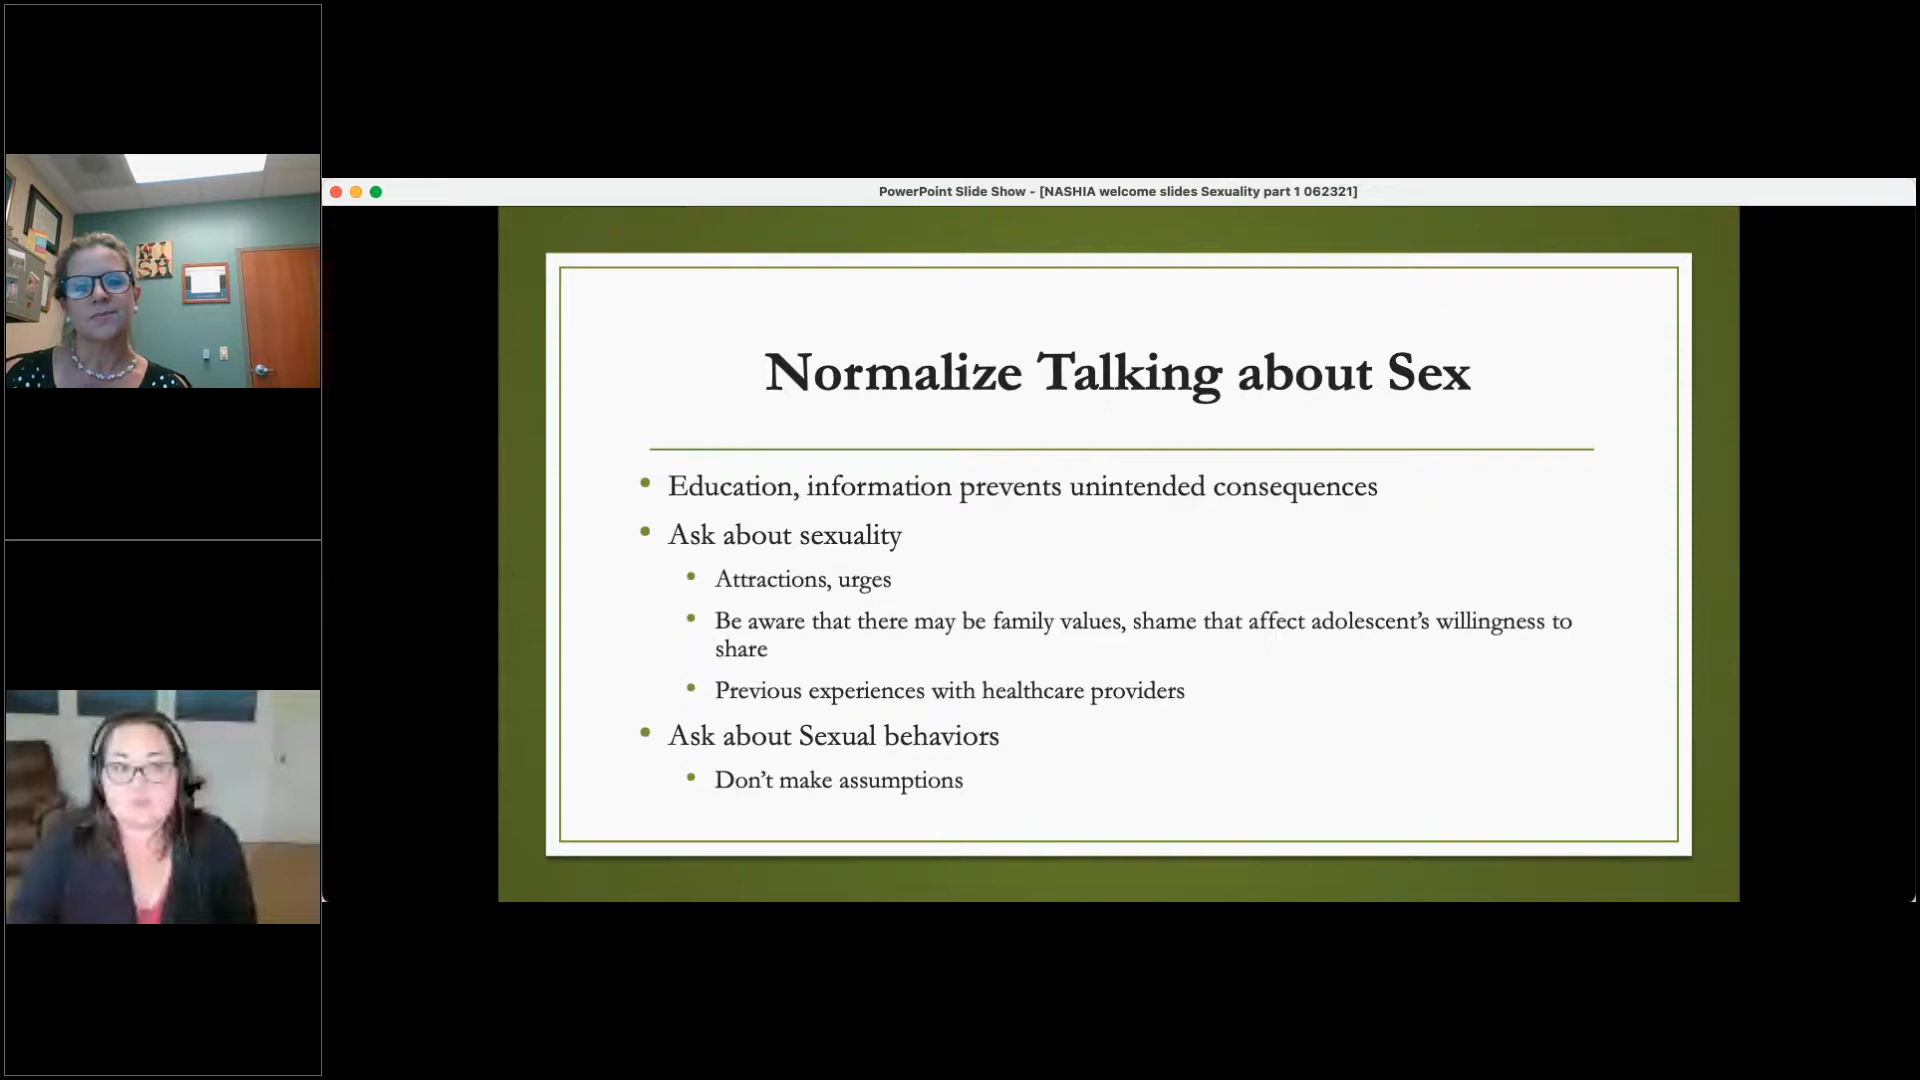 PowerPoint Slide Show - [NASHIA welcome slides Sexuality part 1 062321]
NI
SH
Normalize Talking about Sex
Education, information prevents unintended consequences
Ask about sexuality
Attractions, urges
Be aware that there may be family values, shame that affect adolescent’s willingness to
share
Previous experiences with healthcare providers
Ask about Sexual behaviors
Don’t make assumptions